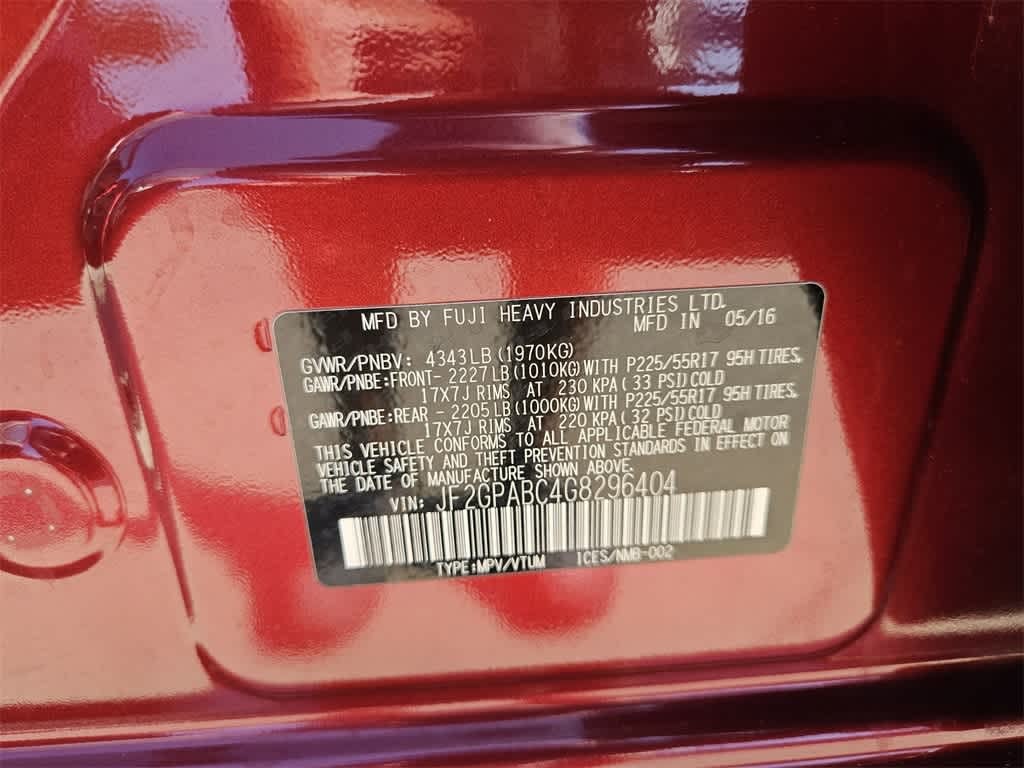 MFD BY FUJI HEAVY INDUSTRIES LTD.
MFD IN 05/16
GVWR/PNBV: 4343LB(1970KG)
GAWR/PNBE:FRONT- 2227LB(1010KG)WITH P225/55R17 95H TIRES,
17X7J RIMS AT 230 KPA(33 PSI)COLD
GAWR/PNBE:REAR - 2205LB(1000KG)WITH P225/55R17 95H TIRES,
17X7J RIMS AT 220 KPA(32 PSI)COLD
THIS VEHICLE CONFORMS TO ALL APPLICABLE FEDERAL MOTOR
VEHICLE SAFETY AND THEFT PREVENTION STANDARDS IN EFFECT ON
THE DATE OF MANUFACTURE SHOWN ABOVE.
VIN: JF2GPABC4G8296404
TYPE:MPV/VTUM ICES/NMB-002